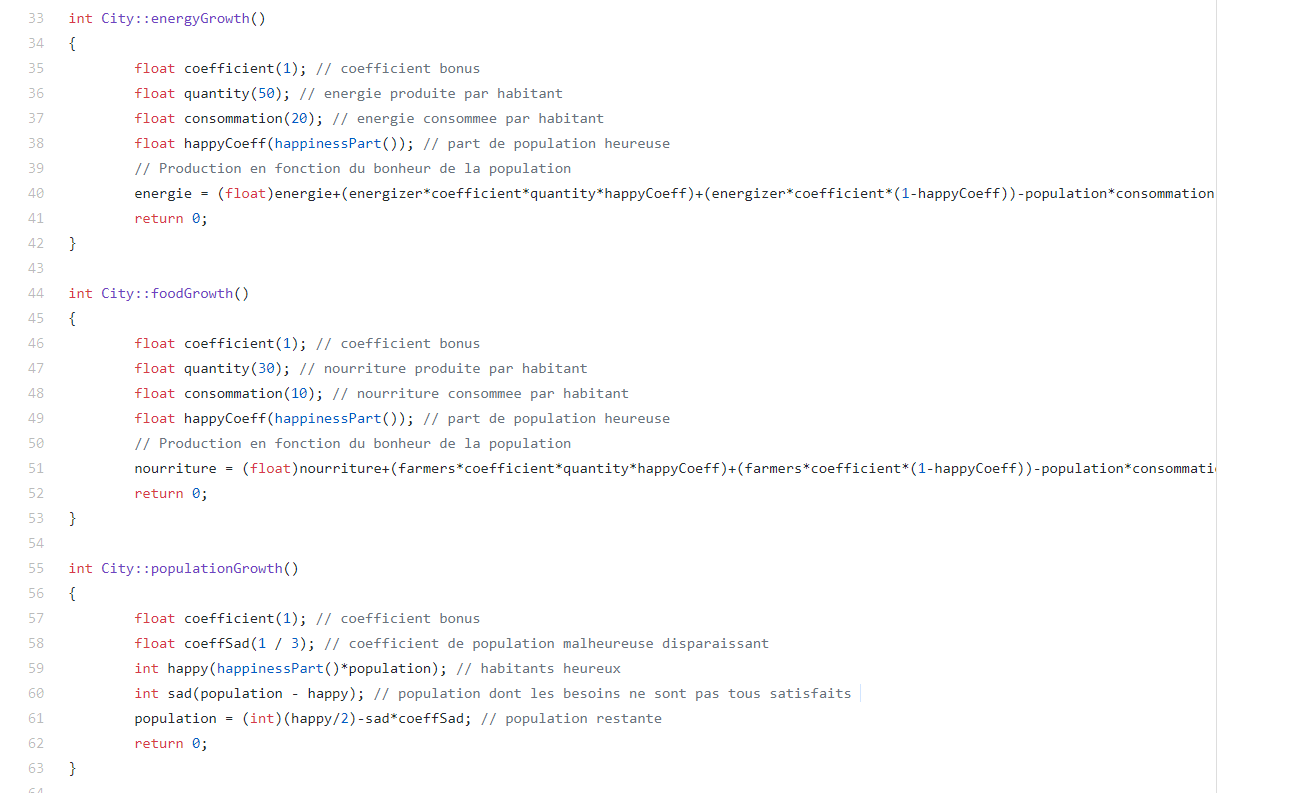 33 int City::energyGrowth()
34 {
35 float coefficient(1); // coefficient bonus
36 float quantity(50); // energie produite par habitant
37 float consommation(20); // energie consommee par habitant
38 float happyCoeff(happinessPart()); // part de population heureuse
39 // Production en fonction du bonheur de la population
40 energie = (float)energie+(energizer*coefficient*quantity*happyCoeff)+(energizer*coefficient*(1-happyCoeff))-population*consommation
41 return 0;
42 }
43
44 int City::foodGrowth()
45 {
46 float coefficient(1); // coefficient bonus
47 float quantity(30); // nourriture produite par habitant
48 float consommation(10); // nourriture consommee par habitant
49 float happyCoeff(happinessPart()); // part de population heureuse
50 // Production en fonction du bonheur de la population
51 nourriture = (float)nourriture+(farmers*coefficient*quantity*happyCoeff)+(farmers*coefficient*(1-happyCoeff))-population*consommati
52 return 0;
53 }
54
55 int City::populationGrowth()
56 {
57 float coefficient(1); // coefficient bonus
58 float coeffSad(1 / 3); // coefficient de population malheureuse disparaissant
59 int happy(happinessPart()*population); // habitants heureux
60 int sad(population - happy); // population dont les besoins ne sont pas tous satisfaits
61 population = (int)(happy/2)-sad*coeffSad; // population restante
62 return 0;
63 }
64